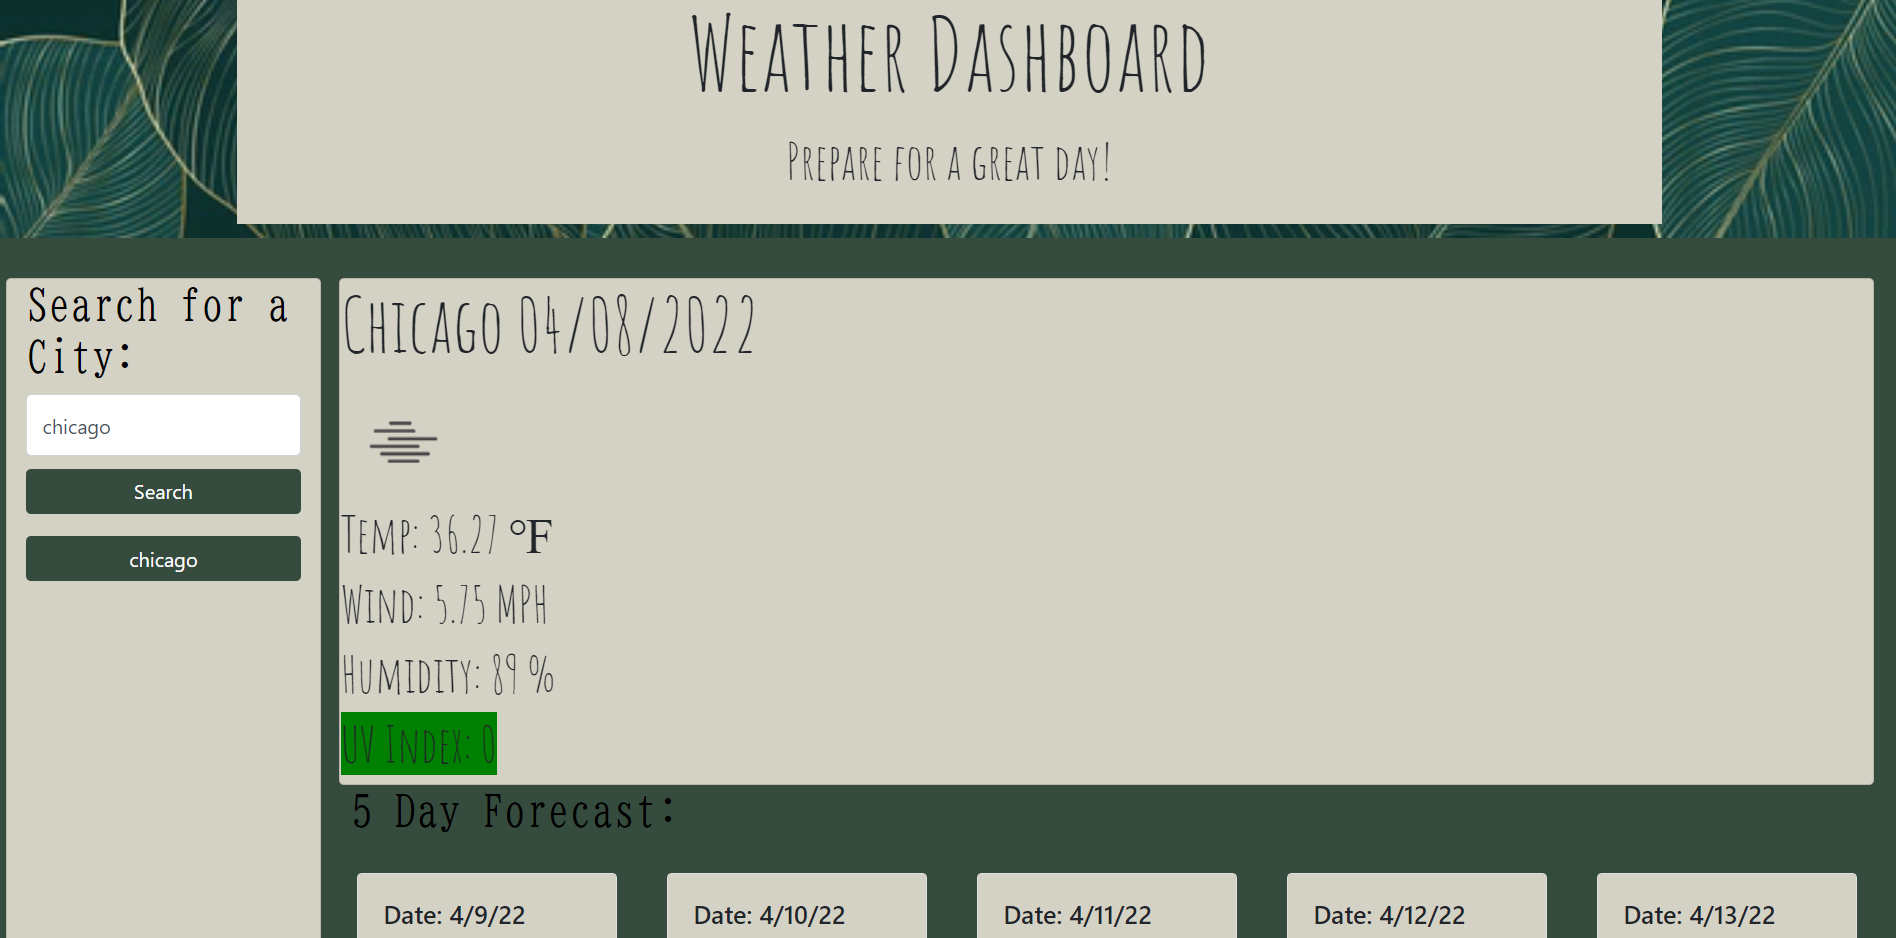 Weather Dashboard
Prepare for a great day!
Search for a
City:
chicago
Search
chicago
Chicago 04/08/2022
Temp: 36.27 °F
Wind: 5.75 MPH
Humidity: 89 %
UV Index: 0
5 Day Forecast:
Date: 4/9/22
Date: 4/10/22
Date: 4/11/22
Date: 4/12/22
Date: 4/13/22